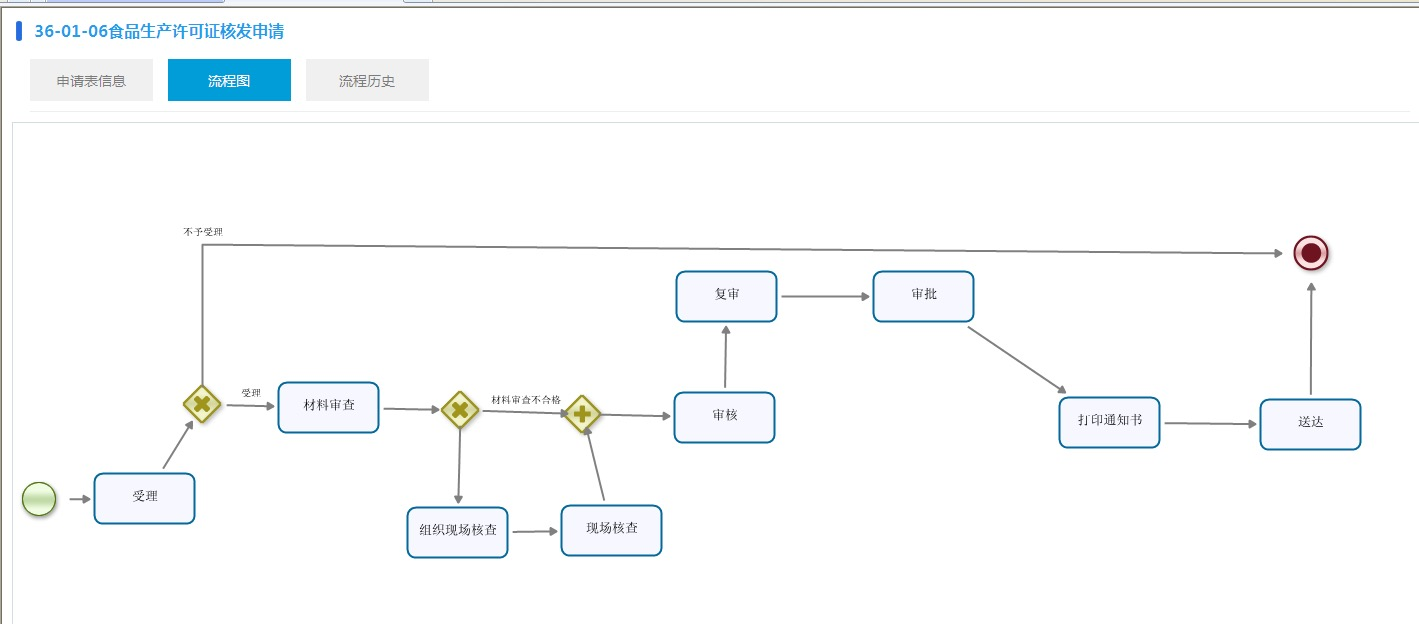 36-01-06食品生产许可证核发申请
申请表信息
流程图
流程历史
不予受理
复审
审批
受理
材料审查
材料审查不合格
审核
打印通知书
送达
受理
组织现场核查
现场核查